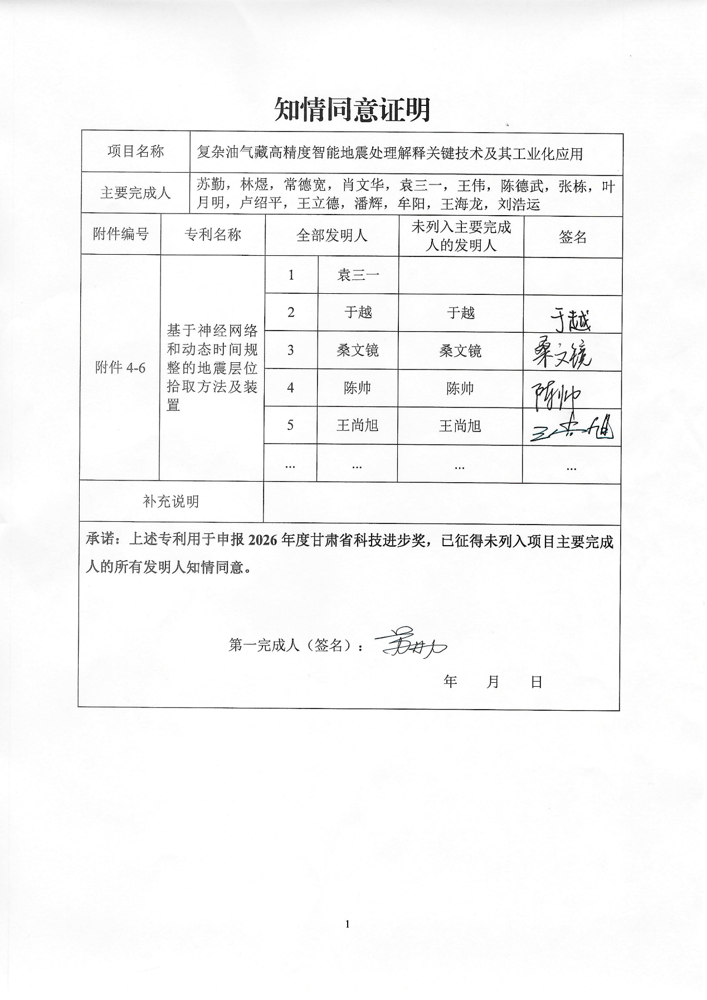 知情同意证明
项目名称
复杂油气藏高精度智能地震处理解释关键技术及其工业化应用
主要完成人
苏勤，林煜，常德宽，肖文华，袁三一，王伟，陈德武，张栋，叶
月明，卢绍平，王立德，潘辉，牟阳，王海龙，刘浩运
附件编号
专利名称
全部发明人
未列入主要完成
人的发明人
签名
附件 4-6
基于神经网络
和动态时间规
整的地震层位
拾取方法及装
置
1
袁三一
2
于越
于越
于越
3
桑文镜
桑文镜
桑文镜
4
陈帅
陈帅
陈帅
5
王尚旭
王尚旭
王尚旭
...
...
...
...
补充说明
承诺：上述专利用于申报 2026 年度甘肃省科技进步奖，已征得未列入项目主要完成
人的所有发明人知情同意。
第一完成人（签名）：苏勤
年 月 日
1